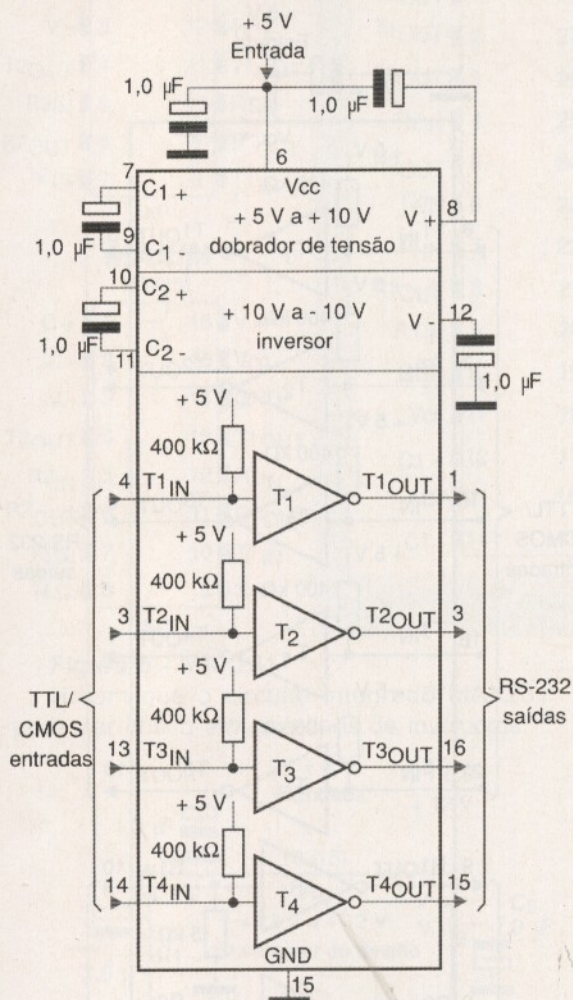 + 5 V
Entrada
1,0 µF
1,0 µF
6
7
C1 +
Vcc
+ 5 V a + 10 V
dobrador de tensão
V +
8
1,0 µF
9
C1 -
10
C2 +
+ 10 V a - 10 V
inversor
V -
12
1,0 µF
11
C2 -
1,0 µF
+ 5 V
400 kΩ
4
T1IN
T1
T1OUT
1
+ 5 V
400 kΩ
3
T2IN
T2
T2OUT
3
+ 5 V
TTL/
CMOS
entradas
RS-232
saídas
400 kΩ
13
T3IN
T3
T3OUT
16
+ 5 V
400 kΩ
14
T4IN
T4
T4OUT
15
GND
15